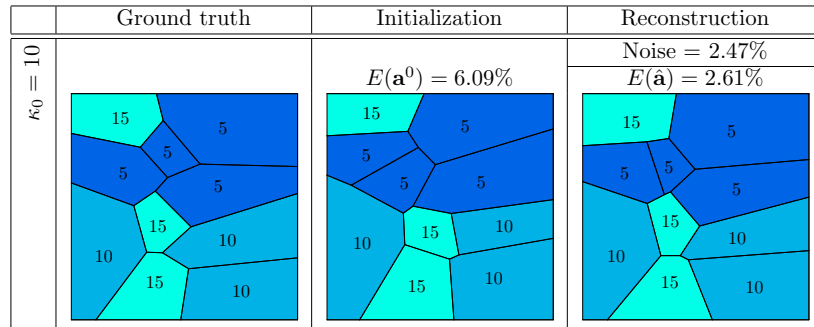 Ground truth Initialization Reconstruction
κ₀ = 10
Noise = 2.47%
E(𝐚⁰) = 6.09% E(𝐚̂) = 2.61%
15 5 5 5 5 15 10 10 15 10
15 5 5 5 5 15 10 10 15 10
15 5 5 5 5 15 10 10 15 10